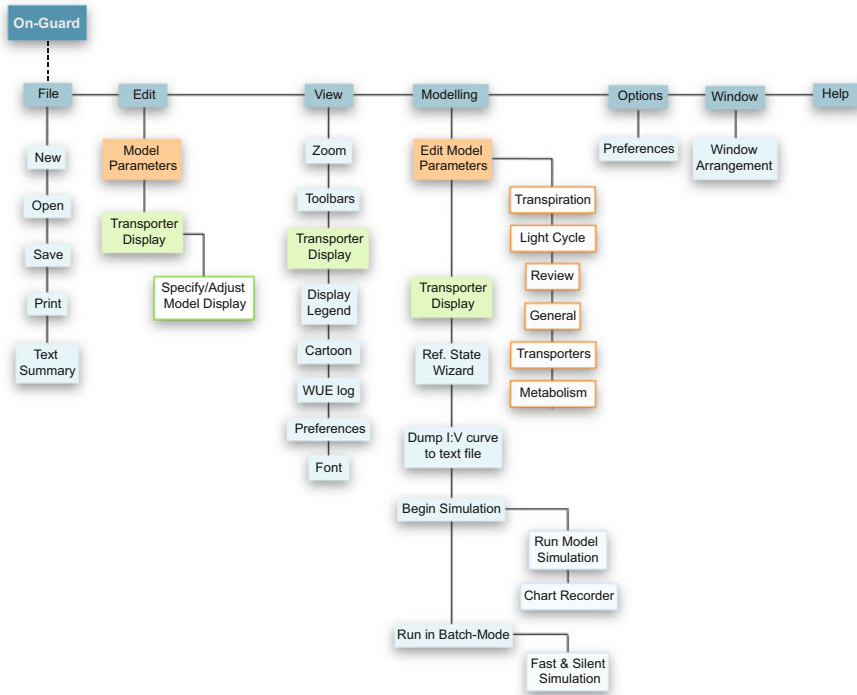 On-Guard
File
Edit
View
Modelling
Options
Window
Help
New
Open
Save
Print
Text
Summary
Model
Parameters
Transporter
Display
Specify/Adjust
Model Display
Zoom
Toolbars
Transporter
Display
Display
Legend
Cartoon
WUE log
Preferences
Font
Edit Model
Parameters
Transpiration
Light Cycle
Review
General
Transporters
Metabolism
Transporter
Display
Ref. State
Wizard
Dump I:V curve
to text file
Begin Simulation
Run Model
Simulation
Chart Recorder
Run in Batch-Mode
Fast & Silent
Simulation
Preferences
Window
Arrangement